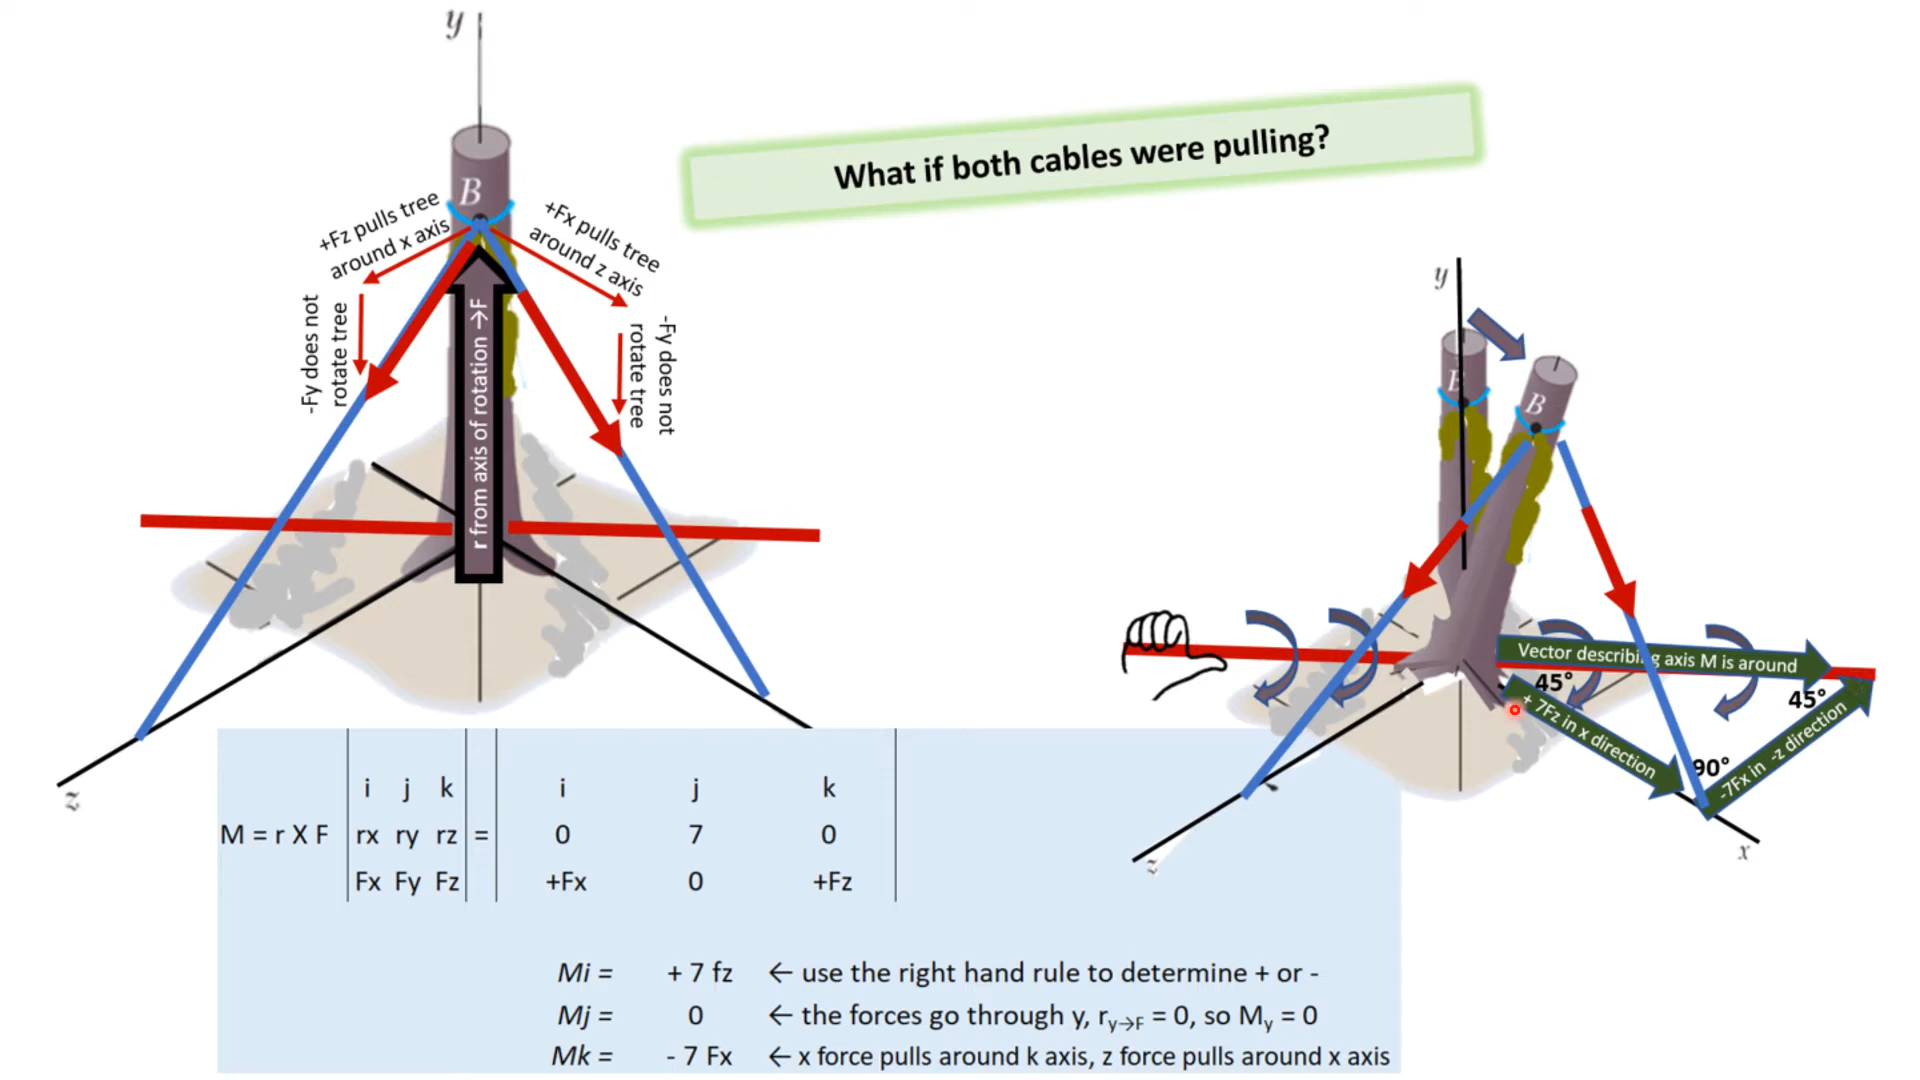 What if both cables were pulling?
y
B
+Fz pulls tree
around x axis
+Fx pulls tree
around z axis
-Fy does not
rotate tree
-Fy does not
rotate tree
r from axis of rotation →F
z
y
B
B
Vector describing axis M is around
45°
45°
+ 7Fz in x direction
90°
-7Fx in -z direction
z
x
i j k i j k
M = r X F rx ry rz = 0 7 0
Fx Fy Fz +Fx 0 +Fz
Mi = + 7 fz ← use the right hand rule to determine + or -
Mj = 0 ← the forces go through y, ry→F = 0, so My = 0
Mk = - 7 Fx ← x force pulls around k axis, z force pulls around x axis